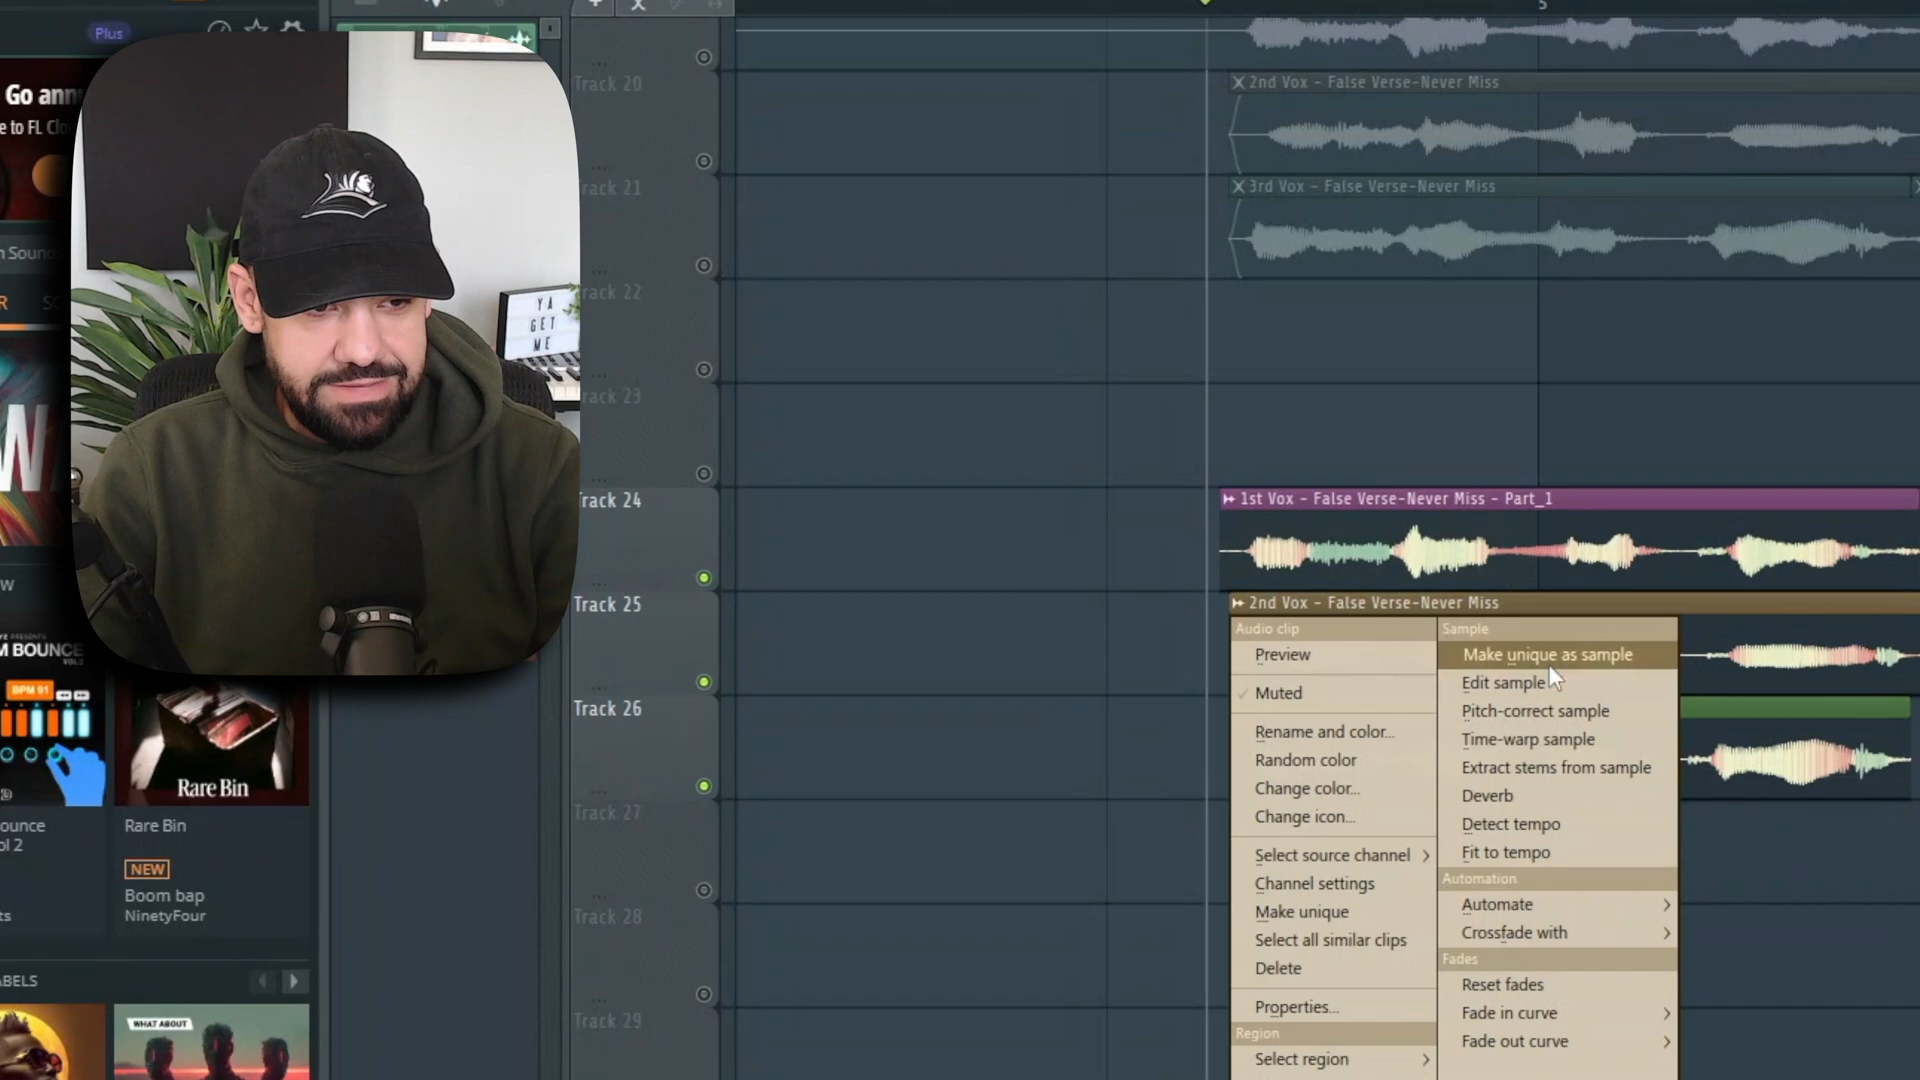 Plus
Go ann
e to FL Clo
n Sounds
R
W
M BOUNCE
BPM 91
Rare Bin
ounce
ol 2
Rare Bin
NEW
ts
Boom bap
NinetyFour
ABELS
WHAT ABOUT
YA
GET
ME
5
Track 20
rack 21
rack 22
rack 23
Track 24
Track 25
Track 26
Track 27
Track 28
Track 29
2nd Vox - False Verse-Never Miss
3rd Vox - False Verse-Never Miss
1st Vox - False Verse-Never Miss - Part_1
2nd Vox - False Verse-Never Miss
Audio clip
Preview
Muted
Rename and color...
Random color
Change color...
Change icon...
Select source channel
Channel settings
Make unique
Select all similar clips
Delete
Properties...
Region
Select region
Sample
Make unique as sample
Edit sample
Pitch-correct sample
Time-warp sample
Extract stems from sample
Deverb
Detect tempo
Fit to tempo
Automation
Automate
Crossfade with
Fades
Reset fades
Fade in curve
Fade out curve